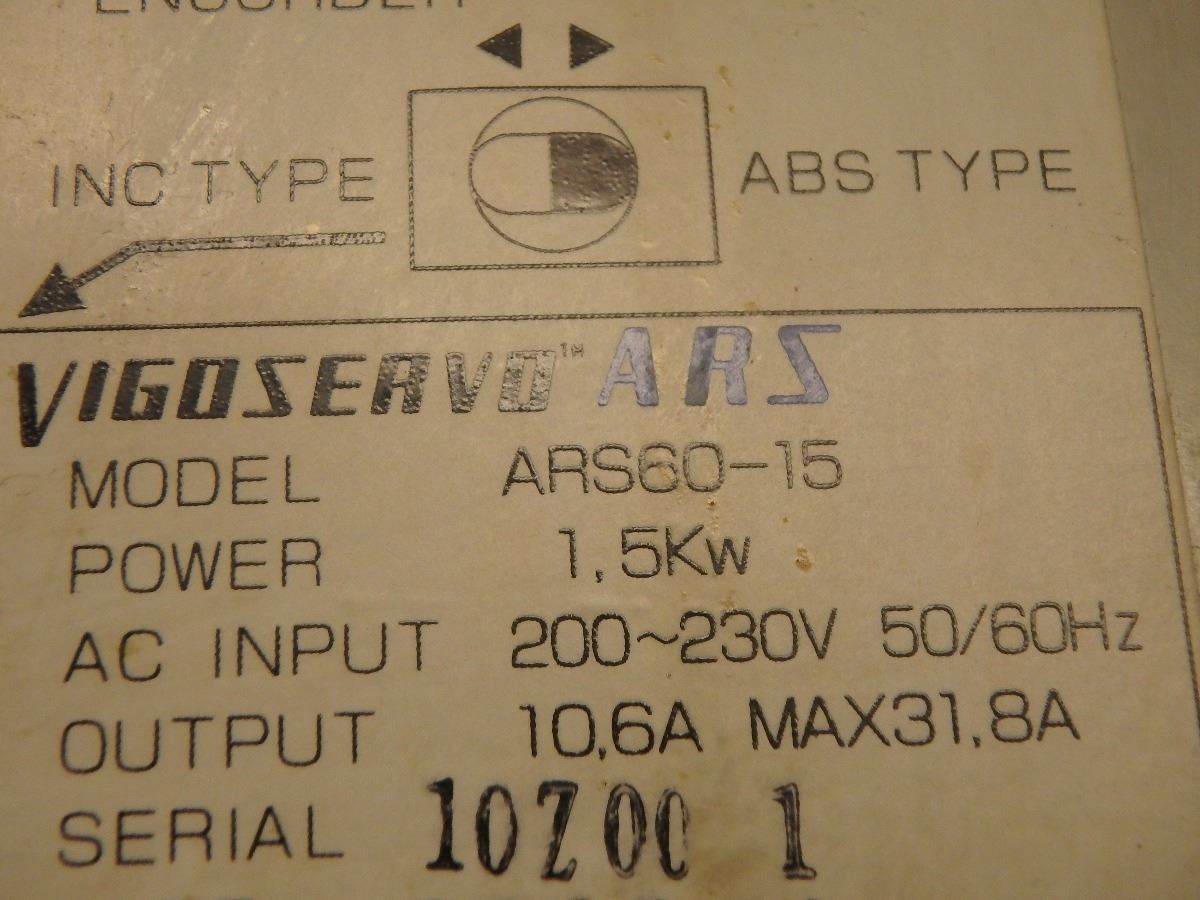 INC TYPE ABS TYPE
VIGOSERVO™ ARS
MODEL ARS60-15
POWER 1,5Kw
AC INPUT 200~230V 50/60Hz
OUTPUT 10,6A MAX31,8A
SERIAL 10Z00 1